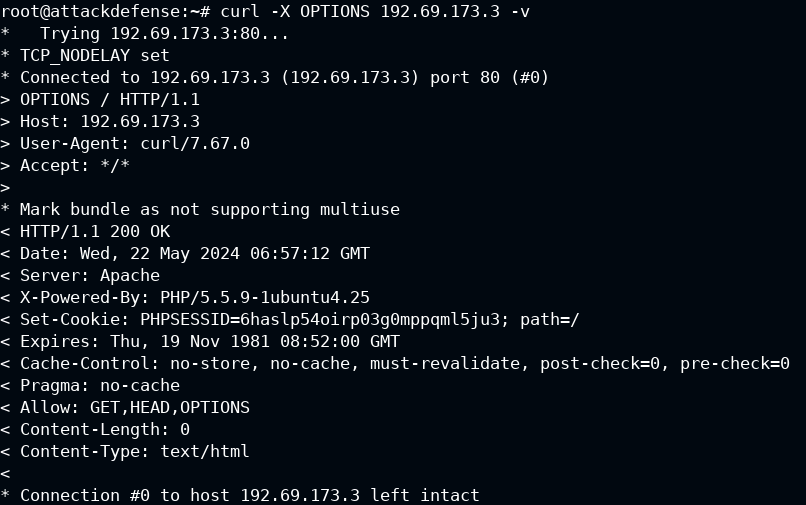 root@attackdefense:~# curl -X OPTIONS 192.69.173.3 -v
*   Trying 192.69.173.3:80...
* TCP_NODELAY set
* Connected to 192.69.173.3 (192.69.173.3) port 80 (#0)
> OPTIONS / HTTP/1.1
> Host: 192.69.173.3
> User-Agent: curl/7.67.0
> Accept: */*
>
* Mark bundle as not supporting multiuse
< HTTP/1.1 200 OK
< Date: Wed, 22 May 2024 06:57:12 GMT
< Server: Apache
< X-Powered-By: PHP/5.5.9-1ubuntu4.25
< Set-Cookie: PHPSESSID=6haslp54oirp03g0mppqml5ju3; path=/
< Expires: Thu, 19 Nov 1981 08:52:00 GMT
< Cache-Control: no-store, no-cache, must-revalidate, post-check=0, pre-check=0
< Pragma: no-cache
< Allow: GET,HEAD,OPTIONS
< Content-Length: 0
< Content-Type: text/html
<
* Connection #0 to host 192.69.173.3 left intact